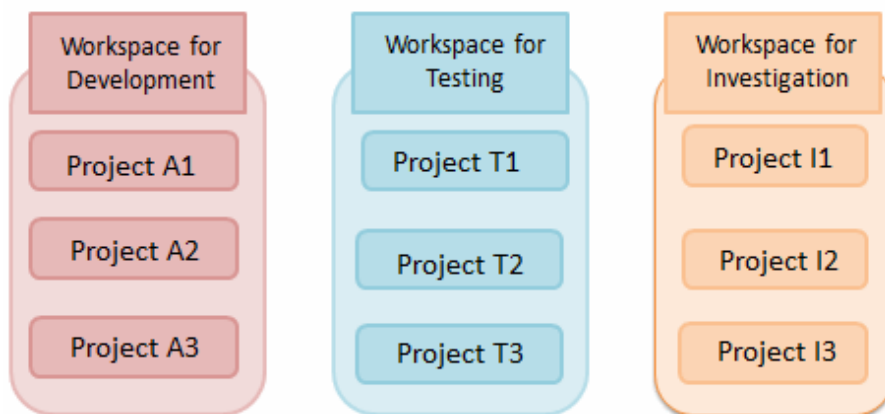 Workspace for
Development
Project A1
Project A2
Project A3
Workspace for
Testing
Project T1
Project T2
Project T3
Workspace for
Investigation
Project I1
Project I2
Project I3